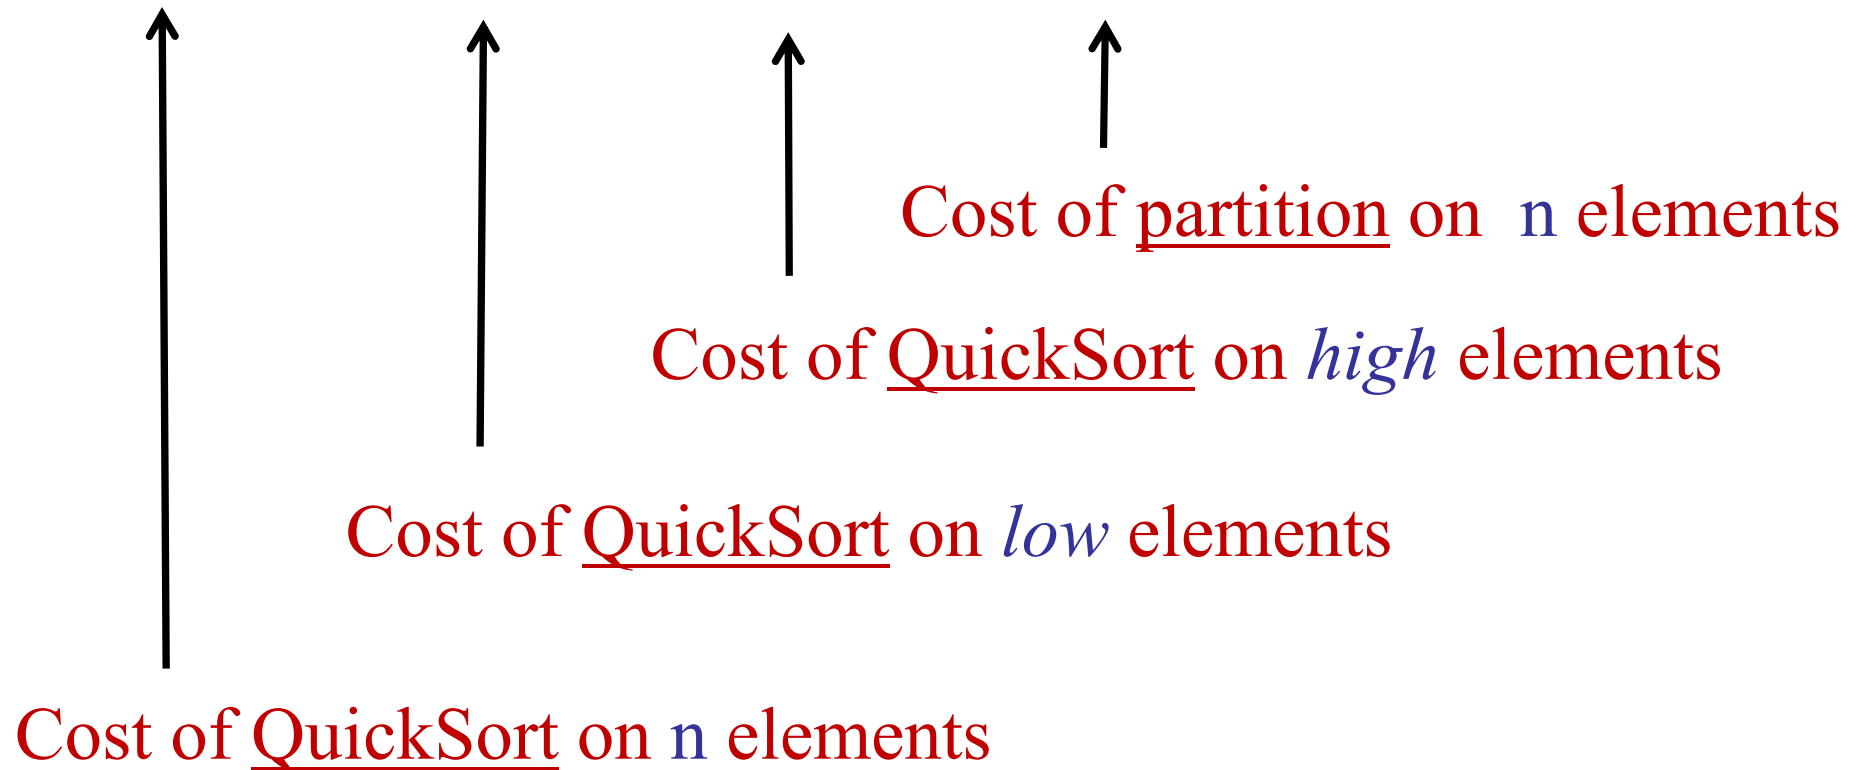 Cost of partition on n elements
Cost of QuickSort on high elements
Cost of QuickSort on low elements
Cost of QuickSort on n elements